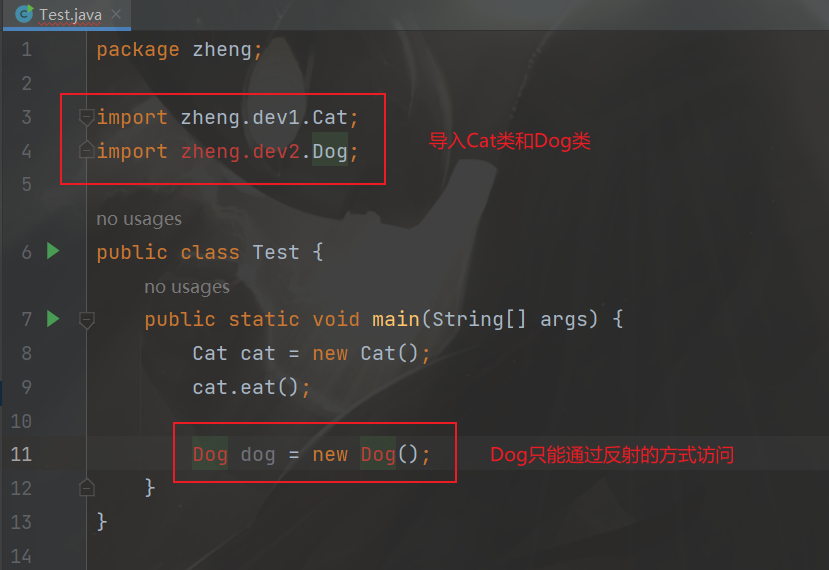 Test.java
1 package zheng;
2
3 import zheng.dev1.Cat;
4 import zheng.dev2.Dog;
导入Cat类和Dog类
5
no usages
6 public class Test {
no usages
7 public static void main(String[] args) {
8 Cat cat = new Cat();
9 cat.eat();
10
11 Dog dog = new Dog();
Dog只能通过反射的方式访问
12 }
13 }
14